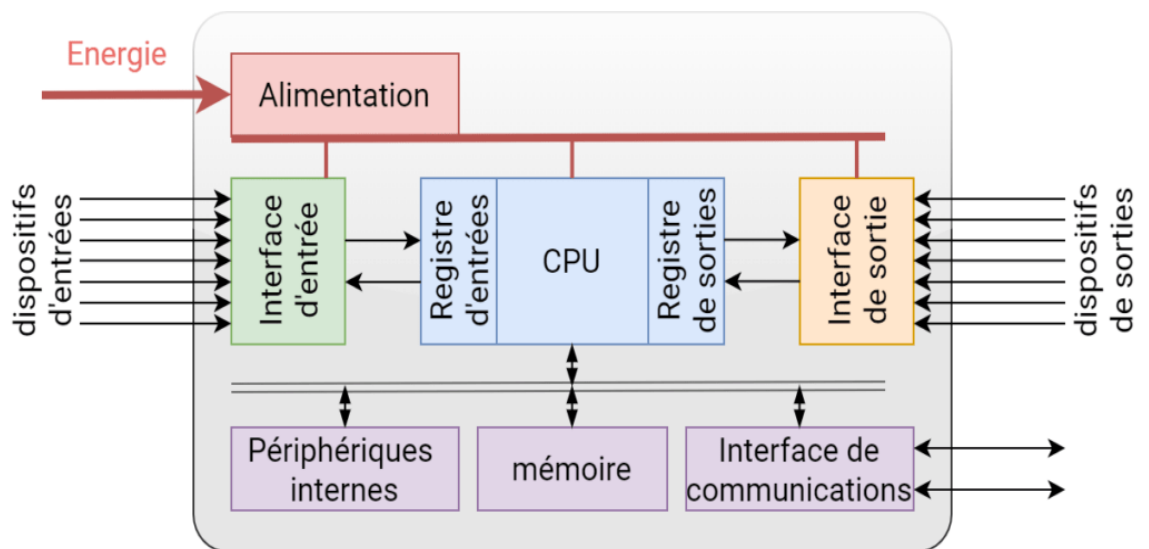 Energie
Alimentation
dispositifs
d'entrées
Interface
d'entrée
Registre
d'entrées
CPU
Registre
de sorties
Interface
de sortie
dispositifs
de sorties
Périphériques
internes
mémoire
Interface de
communications